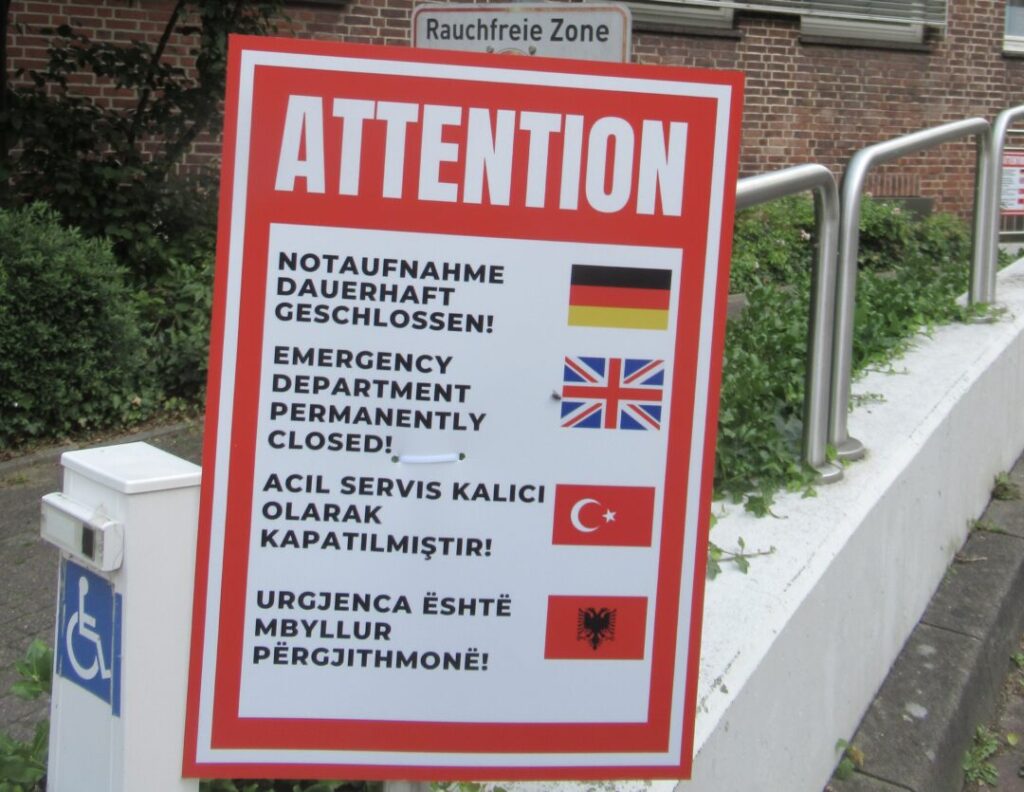 Rauchfreie Zone
ATTENTION
NOTAUFNAHME
DAUERHAFT
GESCHLOSSEN!
EMERGENCY
DEPARTMENT
PERMANENTLY
CLOSED!
ACIL SERVIS KALICI
OLARAK
KAPATILMIŞTIR!
URGJENCA ËSHTË
MBYLLUR
PËRGJITHMONË!